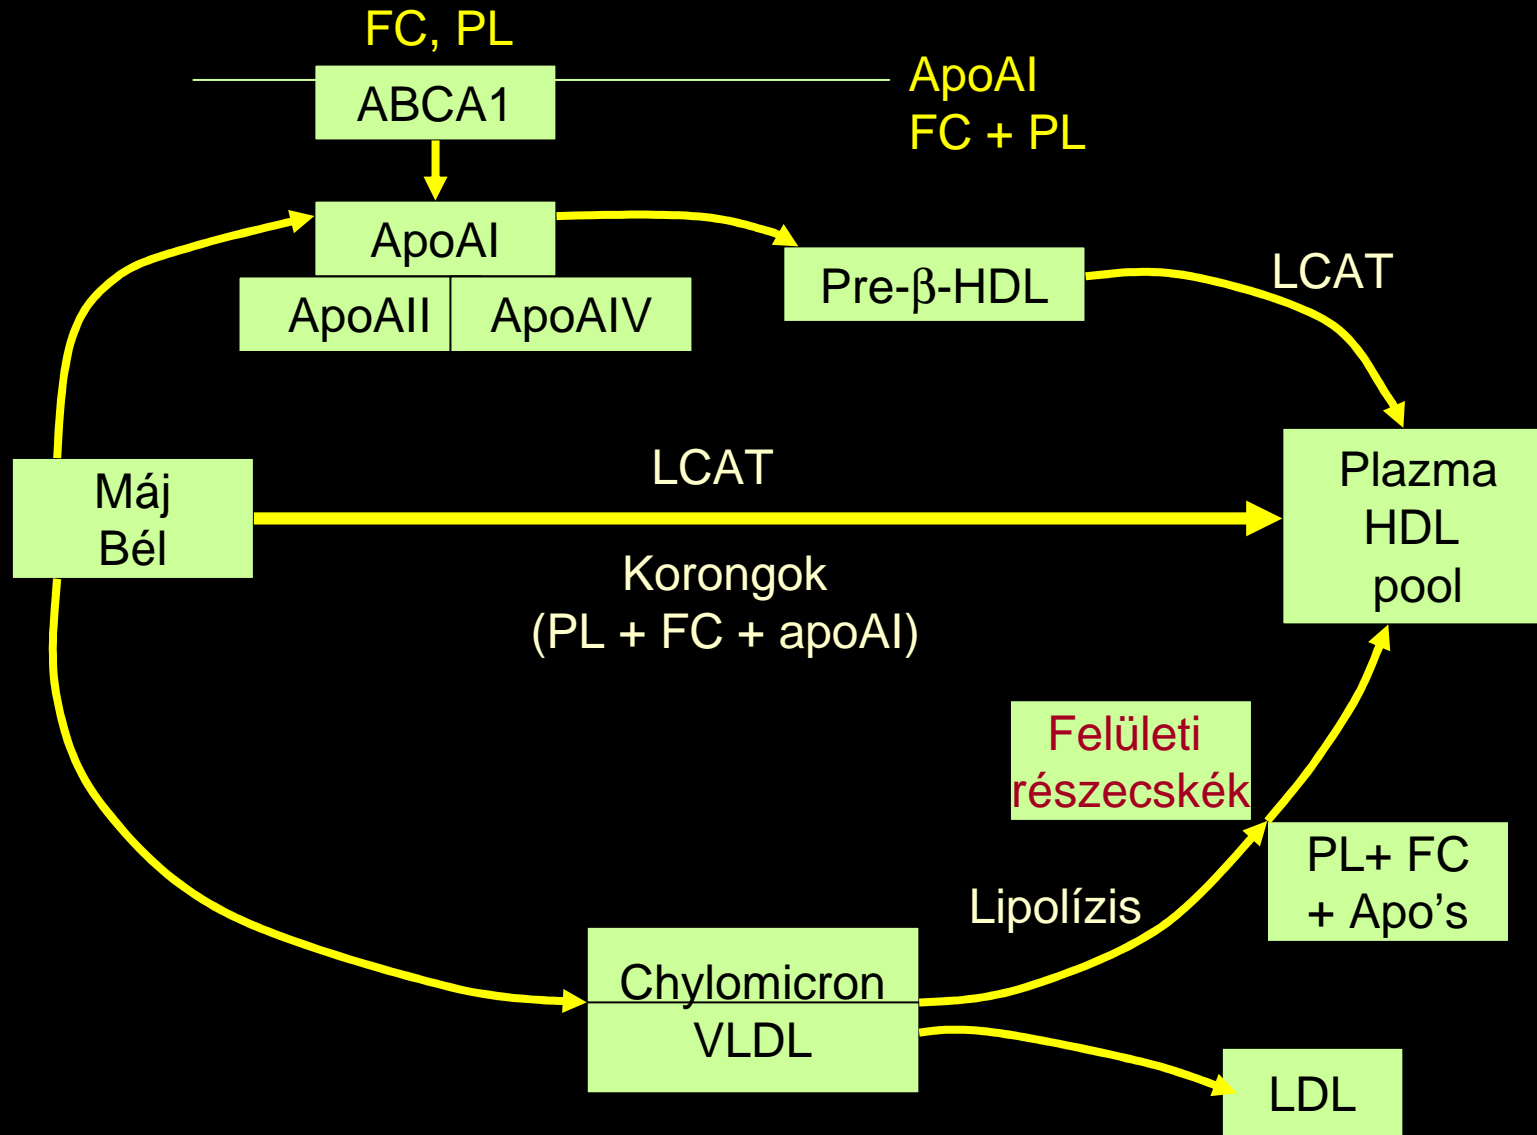 FC, PL
ABCA1
ApoAI
FC + PL
ApoAI
ApoAII
ApoAIV
Pre-β-HDL
LCAT
Máj
Bél
LCAT
Korongok
(PL + FC + apoAI)
Plazma
HDL
pool
Felületi
részecskék
PL+ FC
+ Apo’s
Lipolízis
Chylomicron
VLDL
LDL